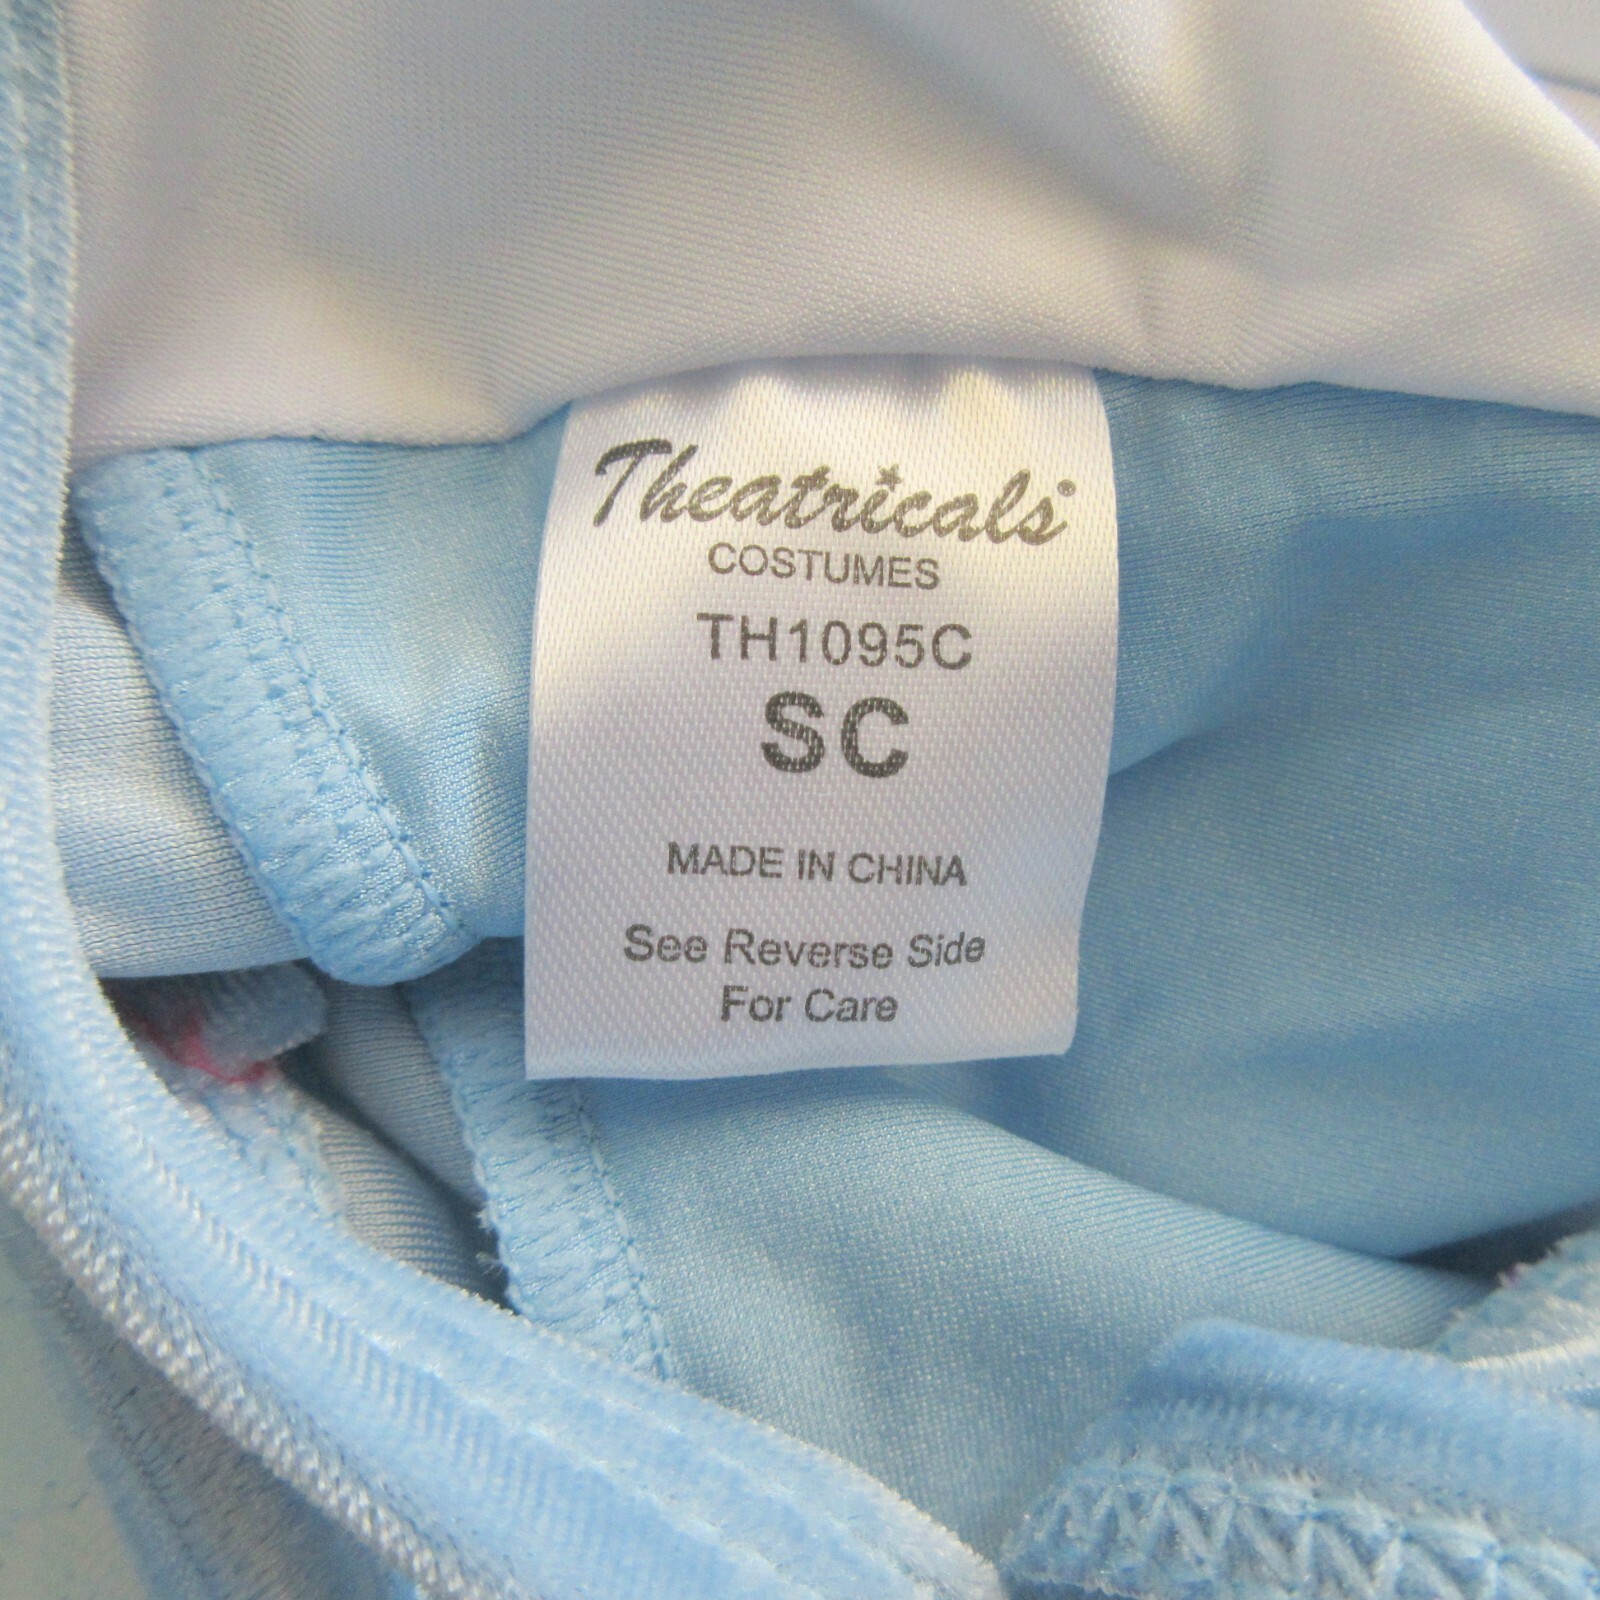 Theatricals®
COSTUMES
TH1095C
SC
MADE IN CHINA
See Reverse Side
For Care